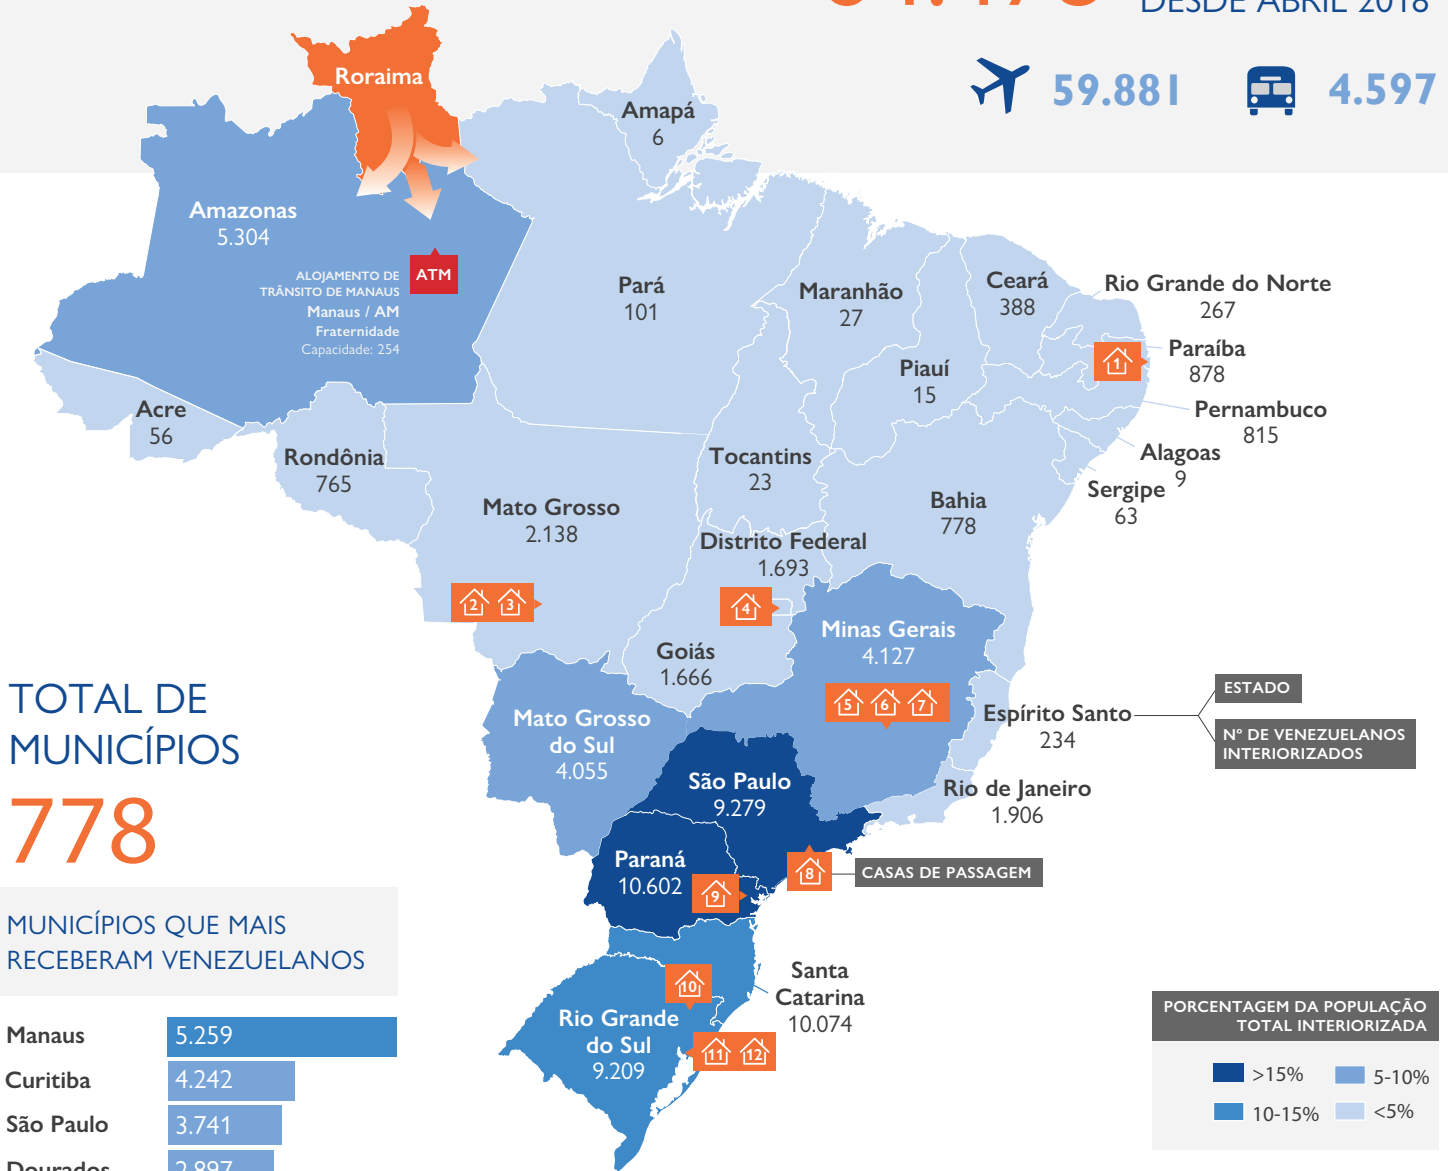 DESDE ABRIL 2018
59.881
4.597
Roraima
Amapá
6
Amazonas
5.304
ALOJAMENTO DE
TRÂNSITO DE MANAUS
Manaus / AM
Fraternidade
Capacidade: 254
ATM
Pará
101
Maranhão
27
Ceará
388
Rio Grande do Norte
267
Piauí
15
1
Paraíba
878
Pernambuco
815
Alagoas
9
Sergipe
63
Acre
56
Rondônia
765
Tocantins
23
Bahia
778
Mato Grosso
2.138
Distrito Federal
1.693
2 3
4
Goiás
1.666
Minas Gerais
4.127
5 6 7
Espírito Santo
234
ESTADO
Nº DE VENEZUELANOS
INTERIORIZADOS
Mato Grosso
do Sul
4.055
São Paulo
9.279
Rio de Janeiro
1.906
8
CASAS DE PASSAGEM
Paraná
10.602
9
Santa
Catarina
10.074
10
Rio Grande
do Sul
9.209
11 12
TOTAL DE
MUNICÍPIOS
778
MUNICÍPIOS QUE MAIS
RECEBERAM VENEZUELANOS
Manaus 5.259
Curitiba 4.242
São Paulo 3.741
Dourados 2.897
PORCENTAGEM DA POPULAÇÃO
TOTAL INTERIORIZADA
>15% 5-10%
10-15% <5%